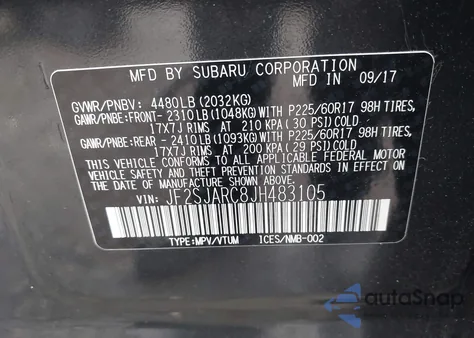 MFD BY SUBARU CORPORATION
MFD. IN 09/17
GVWR/PNBV: 4480LB (2032KG)
GAWR/PNBE:FRONT- 2310LB (1048KG) WITH P225/60R17 98H TIRES,
17X7J RIMS AT 210 KPA (30 PSI) COLD
GAWR/PNBE:REAR - 2410LB (1093KG) WITH P225/60R17 98H TIRES,
17X7J RIMS AT 200 KPA (29 PSI) COLD
THIS VEHICLE CONFORMS TO ALL APPLICABLE FEDERAL MOTOR
VEHICLE SAFETY AND THEFT PREVENTION STANDARDS IN EFFECT
ON THE DATE OF MANUFACTURE SHOWN ABOVE.
VIN: JF2SJARC8JH483105
TYPE:MPV/VTUM ICES/NMB-002
autoSnap